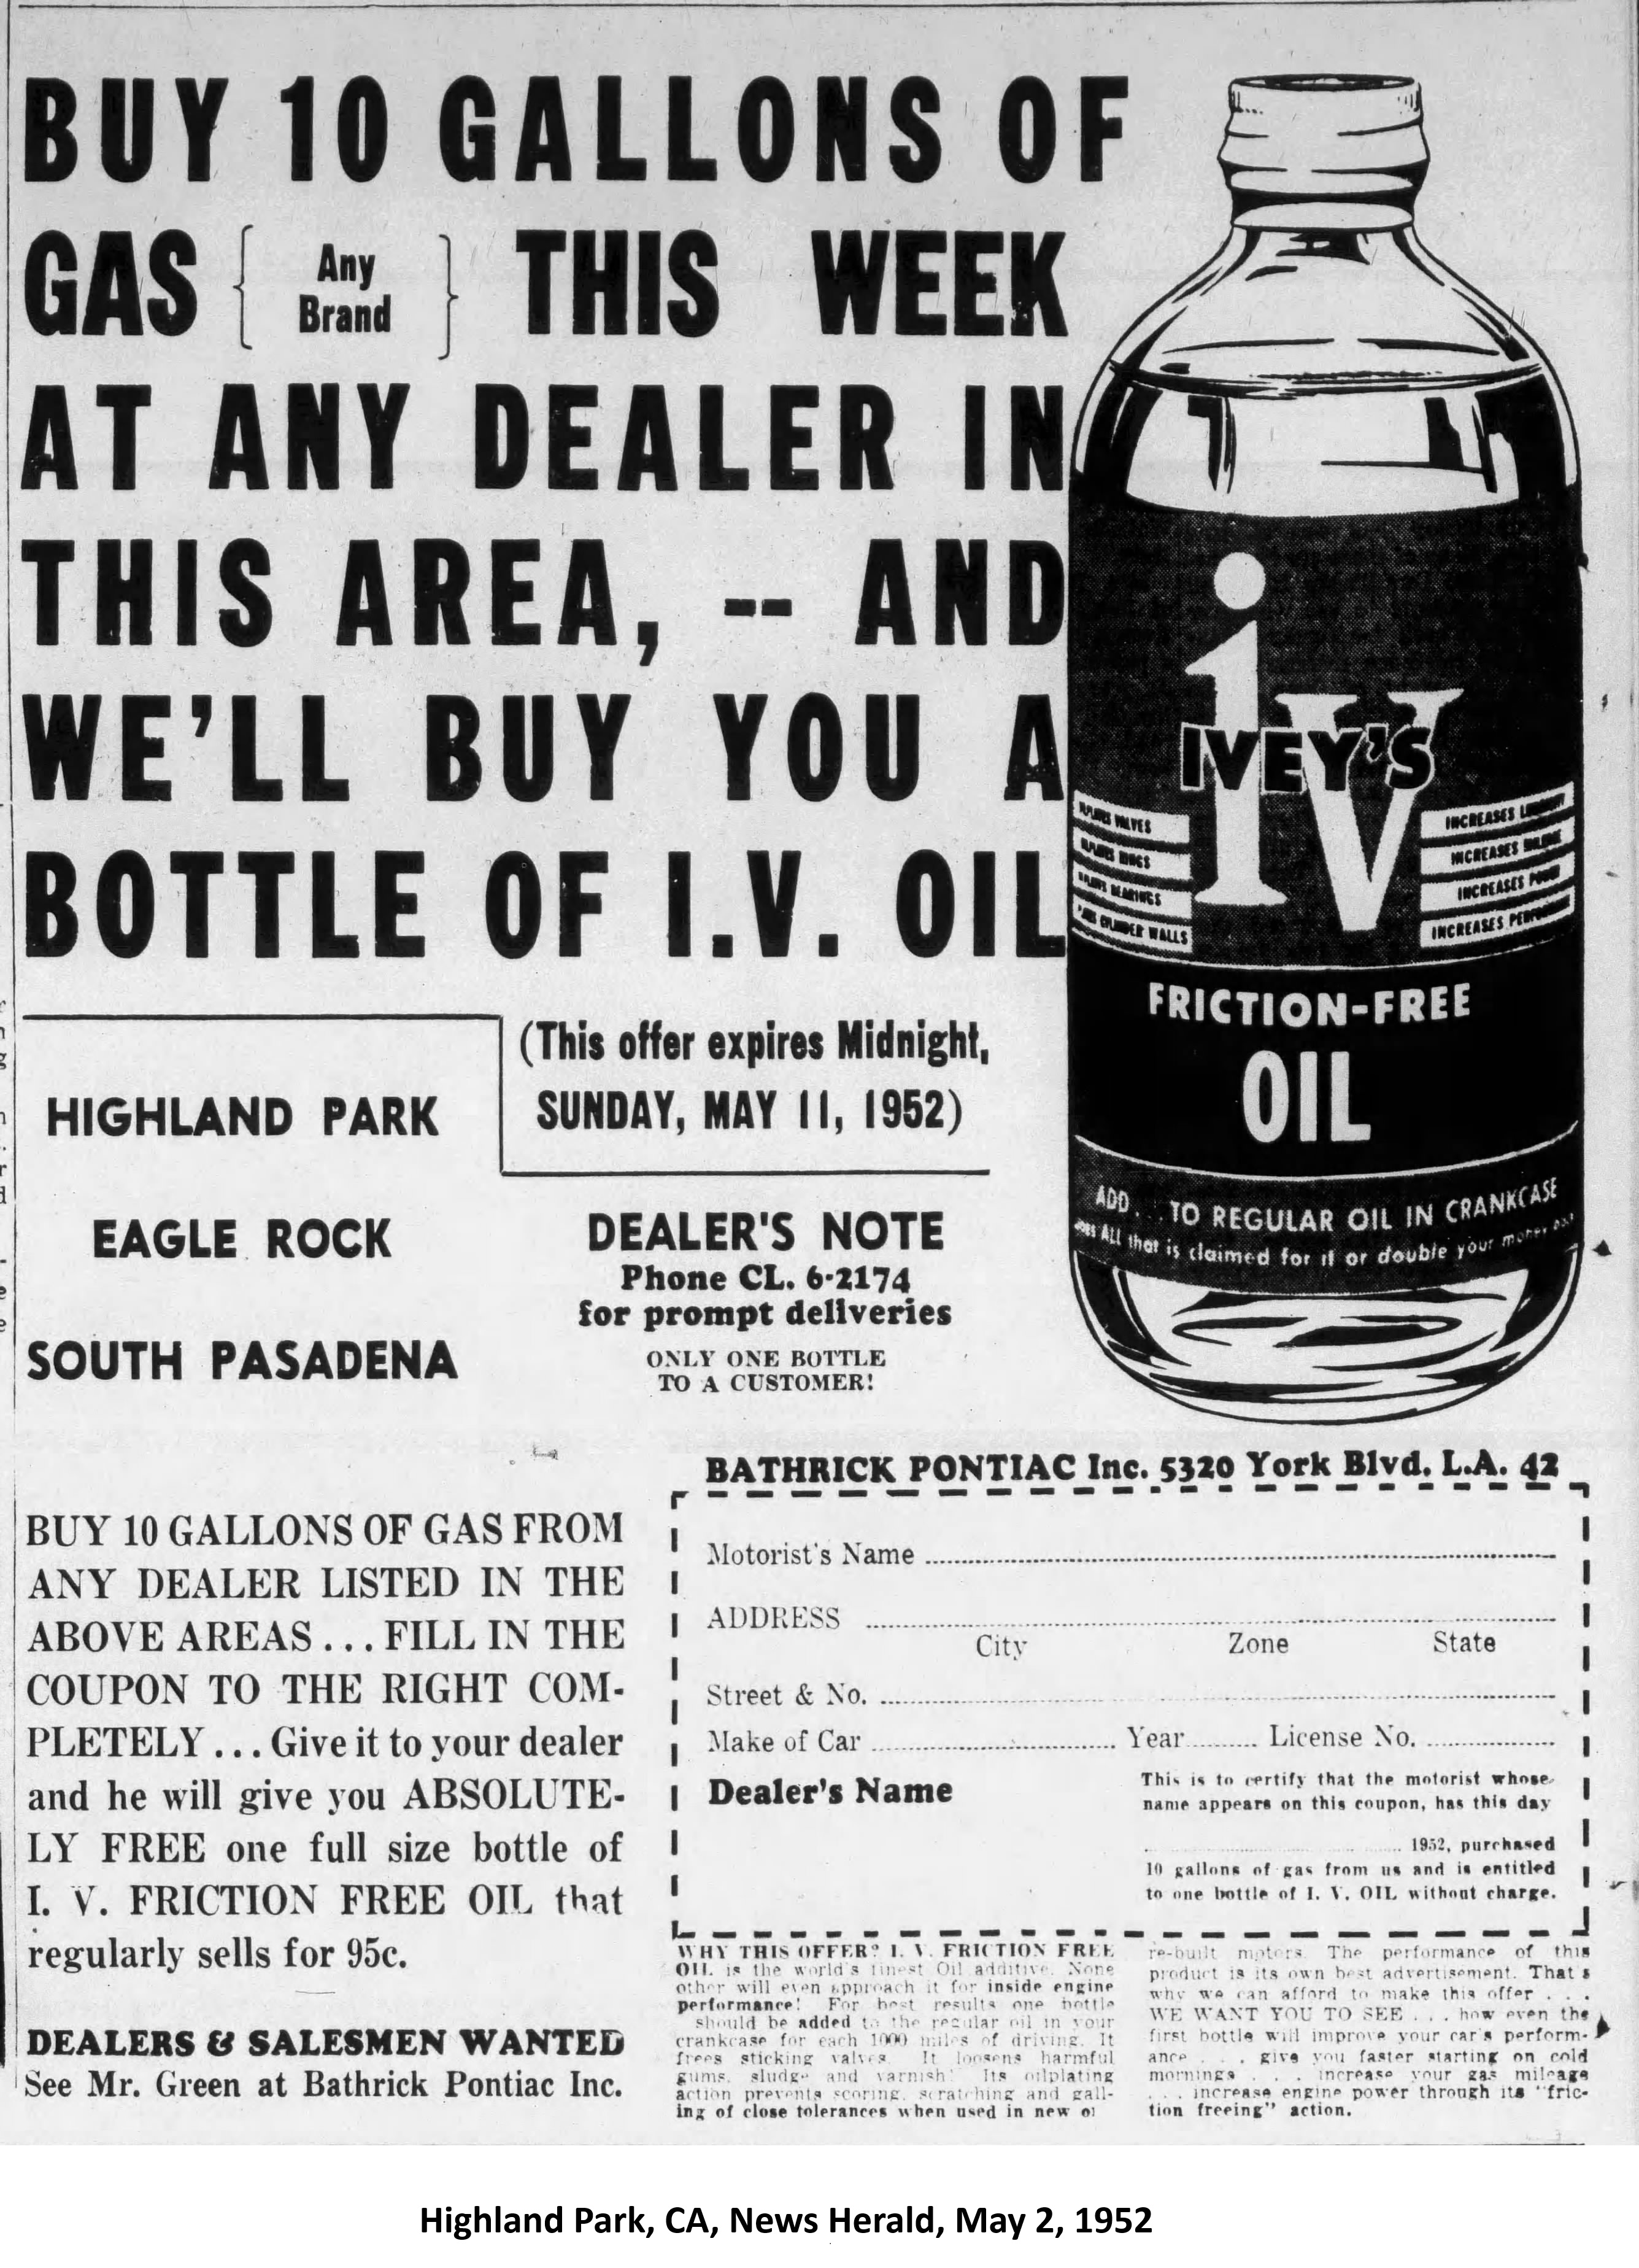 BUY 10 GALLONS OF
GAS { Any Brand } THIS WEEK
AT ANY DEALER IN
THIS AREA, -- AND
WE'LL BUY YOU A
BOTTLE OF I.V. OIL
iV
IVEY'S
VALVES
RINGS
BEARINGS
CYLINDER WALLS
INCREASES
INCREASES
INCREASES POWER
INCREASES
FRICTION-FREE
OIL
ADD... TO REGULAR OIL IN CRANKCASE
ALL that is claimed for it or double your money
(This offer expires Midnight,
SUNDAY, MAY 11, 1952)
HIGHLAND PARK
EAGLE ROCK
SOUTH PASADENA
DEALER'S NOTE
Phone CL. 6-2174
for prompt deliveries
ONLY ONE BOTTLE
TO A CUSTOMER!
BUY 10 GALLONS OF GAS FROM
ANY DEALER LISTED IN THE
ABOVE AREAS... FILL IN THE
COUPON TO THE RIGHT COM-
PLETELY... Give it to your dealer
and he will give you ABSOLUTE-
LY FREE one full size bottle of
I. V. FRICTION FREE OIL that
regularly sells for 95c.
DEALERS & SALESMEN WANTED
See Mr. Green at Bathrick Pontiac Inc.
BATHRICK PONTIAC Inc. 5320 York Blvd. L.A. 42
Motorist's Name
ADDRESS
City Zone State
Street & No.
Make of Car Year License No.
Dealer's Name
This is to certify that the motorist whose
name appears on this coupon, has this day
1952, purchased
10 gallons of gas from us and is entitled
to one bottle of I. V. OIL without charge.
WHY THIS OFFER? I. V. FRICTION FREE
OIL is the world's finest Oil additive. None
other will even approach it for inside engine
performance! For best results one bottle
should be added to the regular oil in your
crankcase for each 1000 miles of driving. It
frees sticking valves. It loosens harmful
gums, sludge and varnish! Its oilplating
action prevents scoring, scratching and gall-
ing of close tolerances when used in new or
re-built motors. The performance of this
product is its own best advertisement. That's
why we can afford to make this offer . . .
WE WANT YOU TO SEE . . . how even the
first bottle will improve your car's perform-
ance . . . give you faster starting on cold
mornings . . . increase your gas mileage
. . . increase engine power through its "fric-
tion freeing" action.
Highland Park, CA, News Herald, May 2, 1952